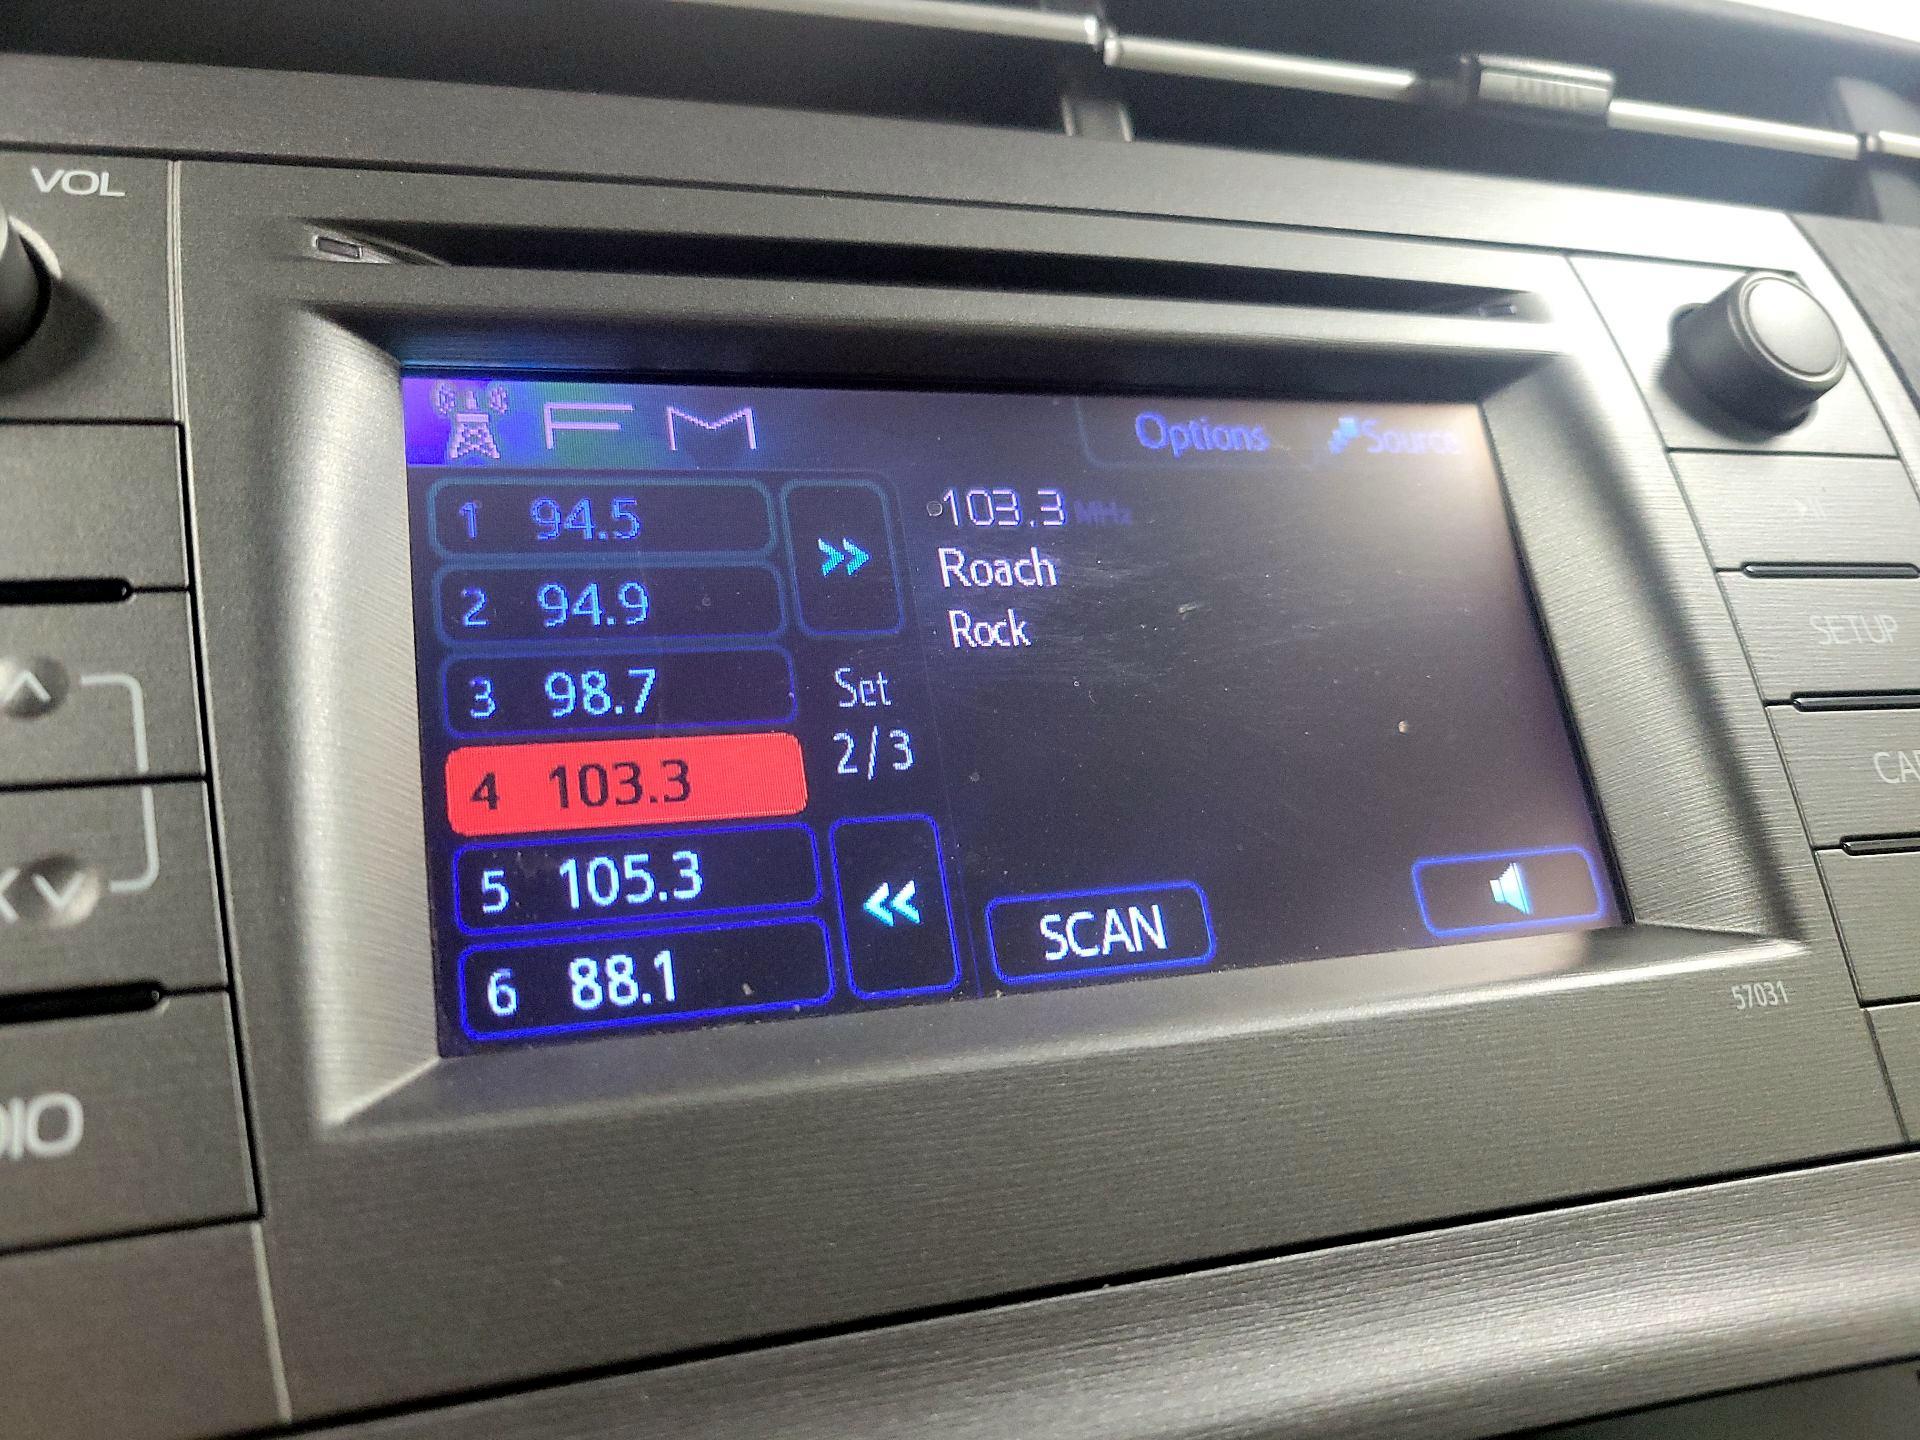 VOL
FM
Options
Source
1 94.5
2 94.9
3 98.7
4 103.3
5 105.3
6 88.1
Set
2/3
103.3 MHz
Roach
Rock
SCAN
SETUP
57031